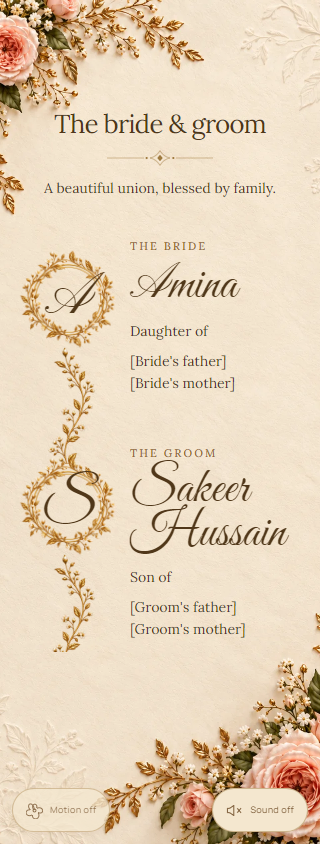 The bride & groom
A beautiful union, blessed by family.
THE BRIDE
A
Amina
Daughter of
[Bride's father]
[Bride's mother]
THE GROOM
S
Sakeer
Hussain
Son of
[Groom's father]
[Groom's mother]
Motion off
Sound off